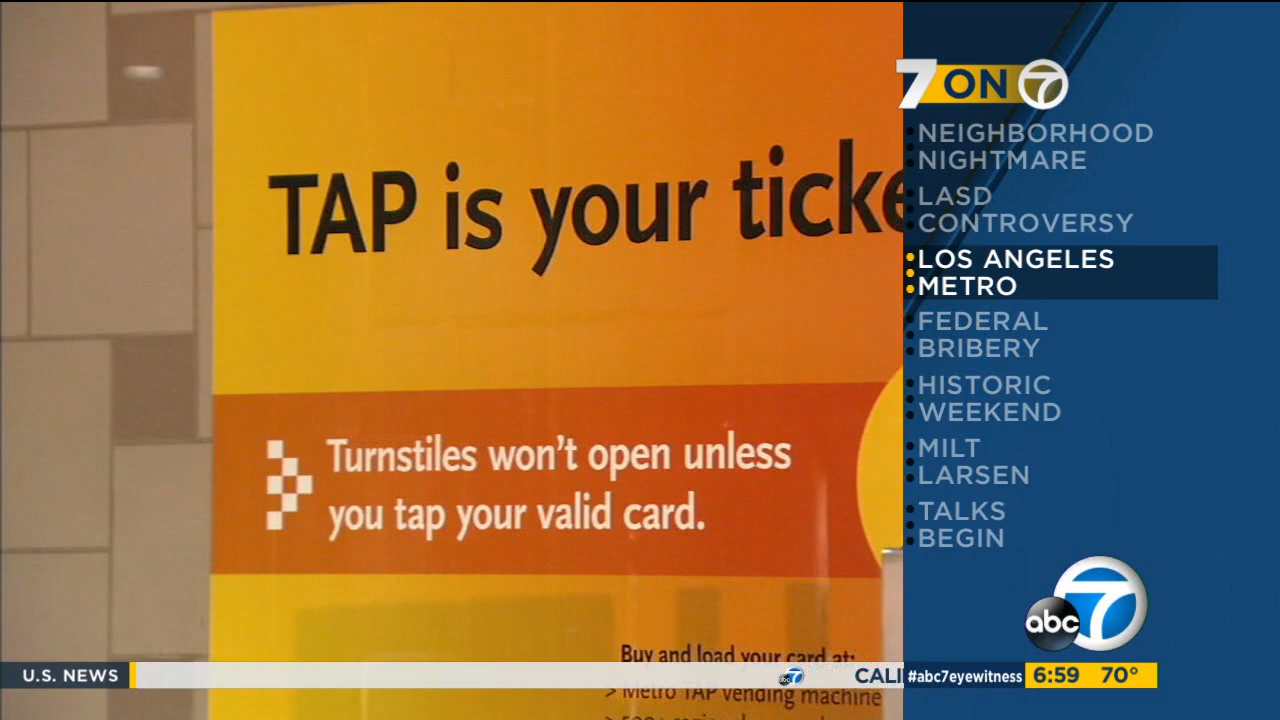 TAP is your ticke
Turnstiles won't open unless
you tap your valid card.
Buy and load your card at:
> Metro TAP vending machine
7 ON 7
NEIGHBORHOOD
NIGHTMARE
LASD
CONTROVERSY
LOS ANGELES
METRO
FEDERAL
BRIBERY
HISTORIC
WEEKEND
MILT
LARSEN
TALKS
BEGIN
abc 7
U.S. NEWS
abc 7
CALI
#abc7eyewitness
6:59 70°